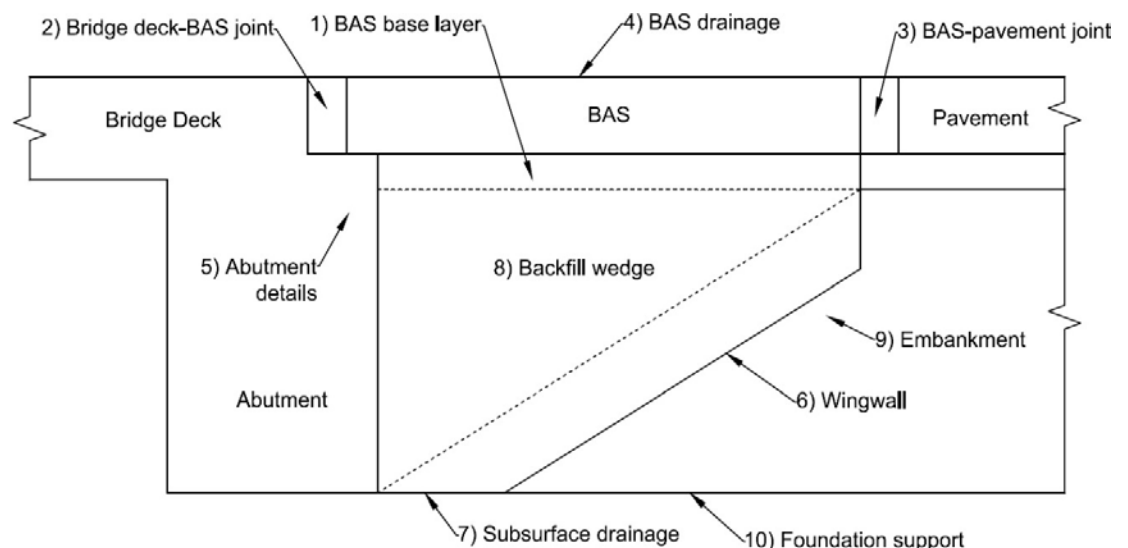 2) Bridge deck-BAS joint
1) BAS base layer
4) BAS drainage
3) BAS-pavement joint
Bridge Deck
BAS
Pavement
5) Abutment
details
8) Backfill wedge
9) Embankment
Abutment
6) Wingwall
7) Subsurface drainage
10) Foundation support